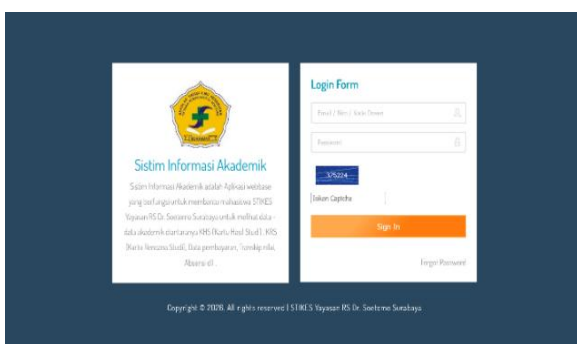 Sistim Informasi Akademik
Sistim Informasi Akademik adalah Aplikasi webbase
yang berfungsi untuk membantu mahasiswa STIKES
Yayasan RS Dr. Soetomo Surabaya untuk melihat data -
data akademik diantaranya KHS (Kartu Hasil Studi), KRS
(Kartu Rencana Studi), Data pembayaran, Transkip nilai,
Absensi dll .
Login Form
Email / Nim / Kode Dosen
Password
375224
Isikan Captcha
Sign In
Forgot Password
Copyright © 2026. All rights reserved | STIKES Yayasan RS Dr. Soetomo Surabaya